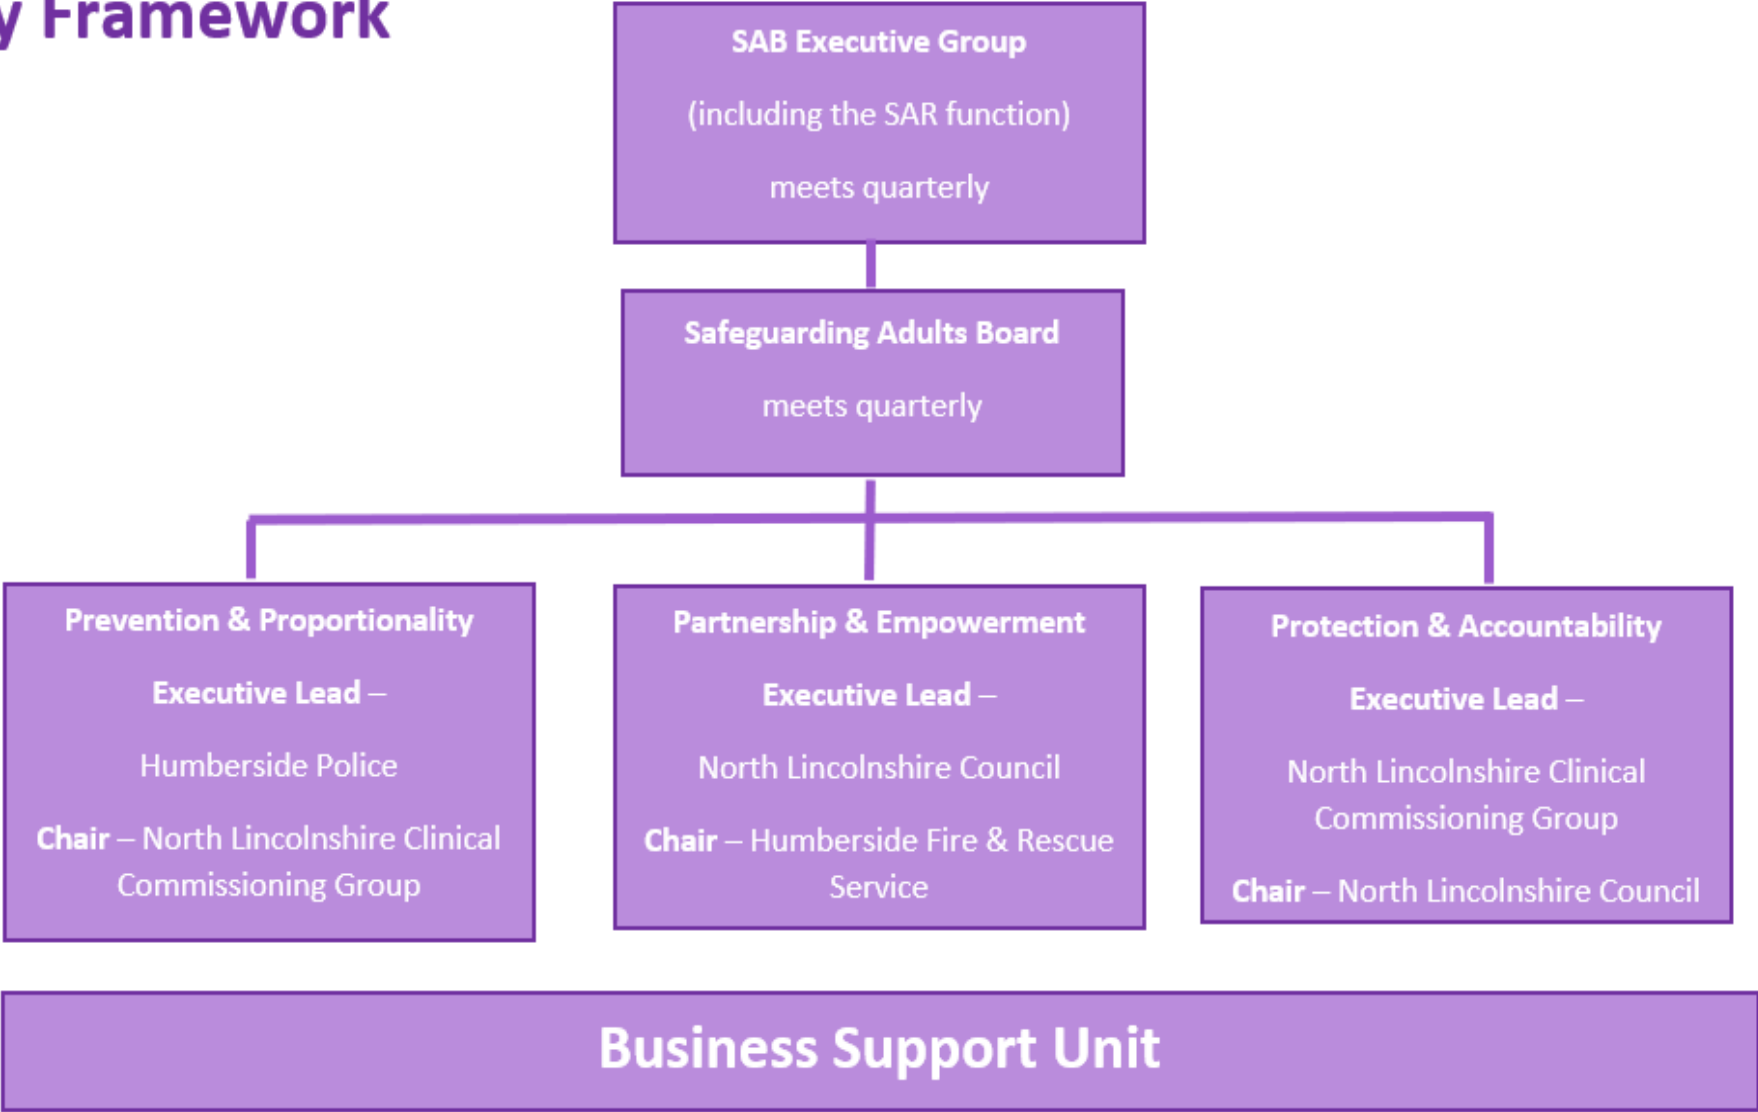 y Framework
SAB Executive Group
(including the SAR function)
meets quarterly
Safeguarding Adults Board
meets quarterly
Prevention & Proportionality
Executive Lead –
Humberside Police
Chair – North Lincolnshire Clinical
Commissioning Group
Partnership & Empowerment
Executive Lead –
North Lincolnshire Council
Chair – Humberside Fire & Rescue
Service
Protection & Accountability
Executive Lead –
North Lincolnshire Clinical
Commissioning Group
Chair – North Lincolnshire Council
Business Support Unit